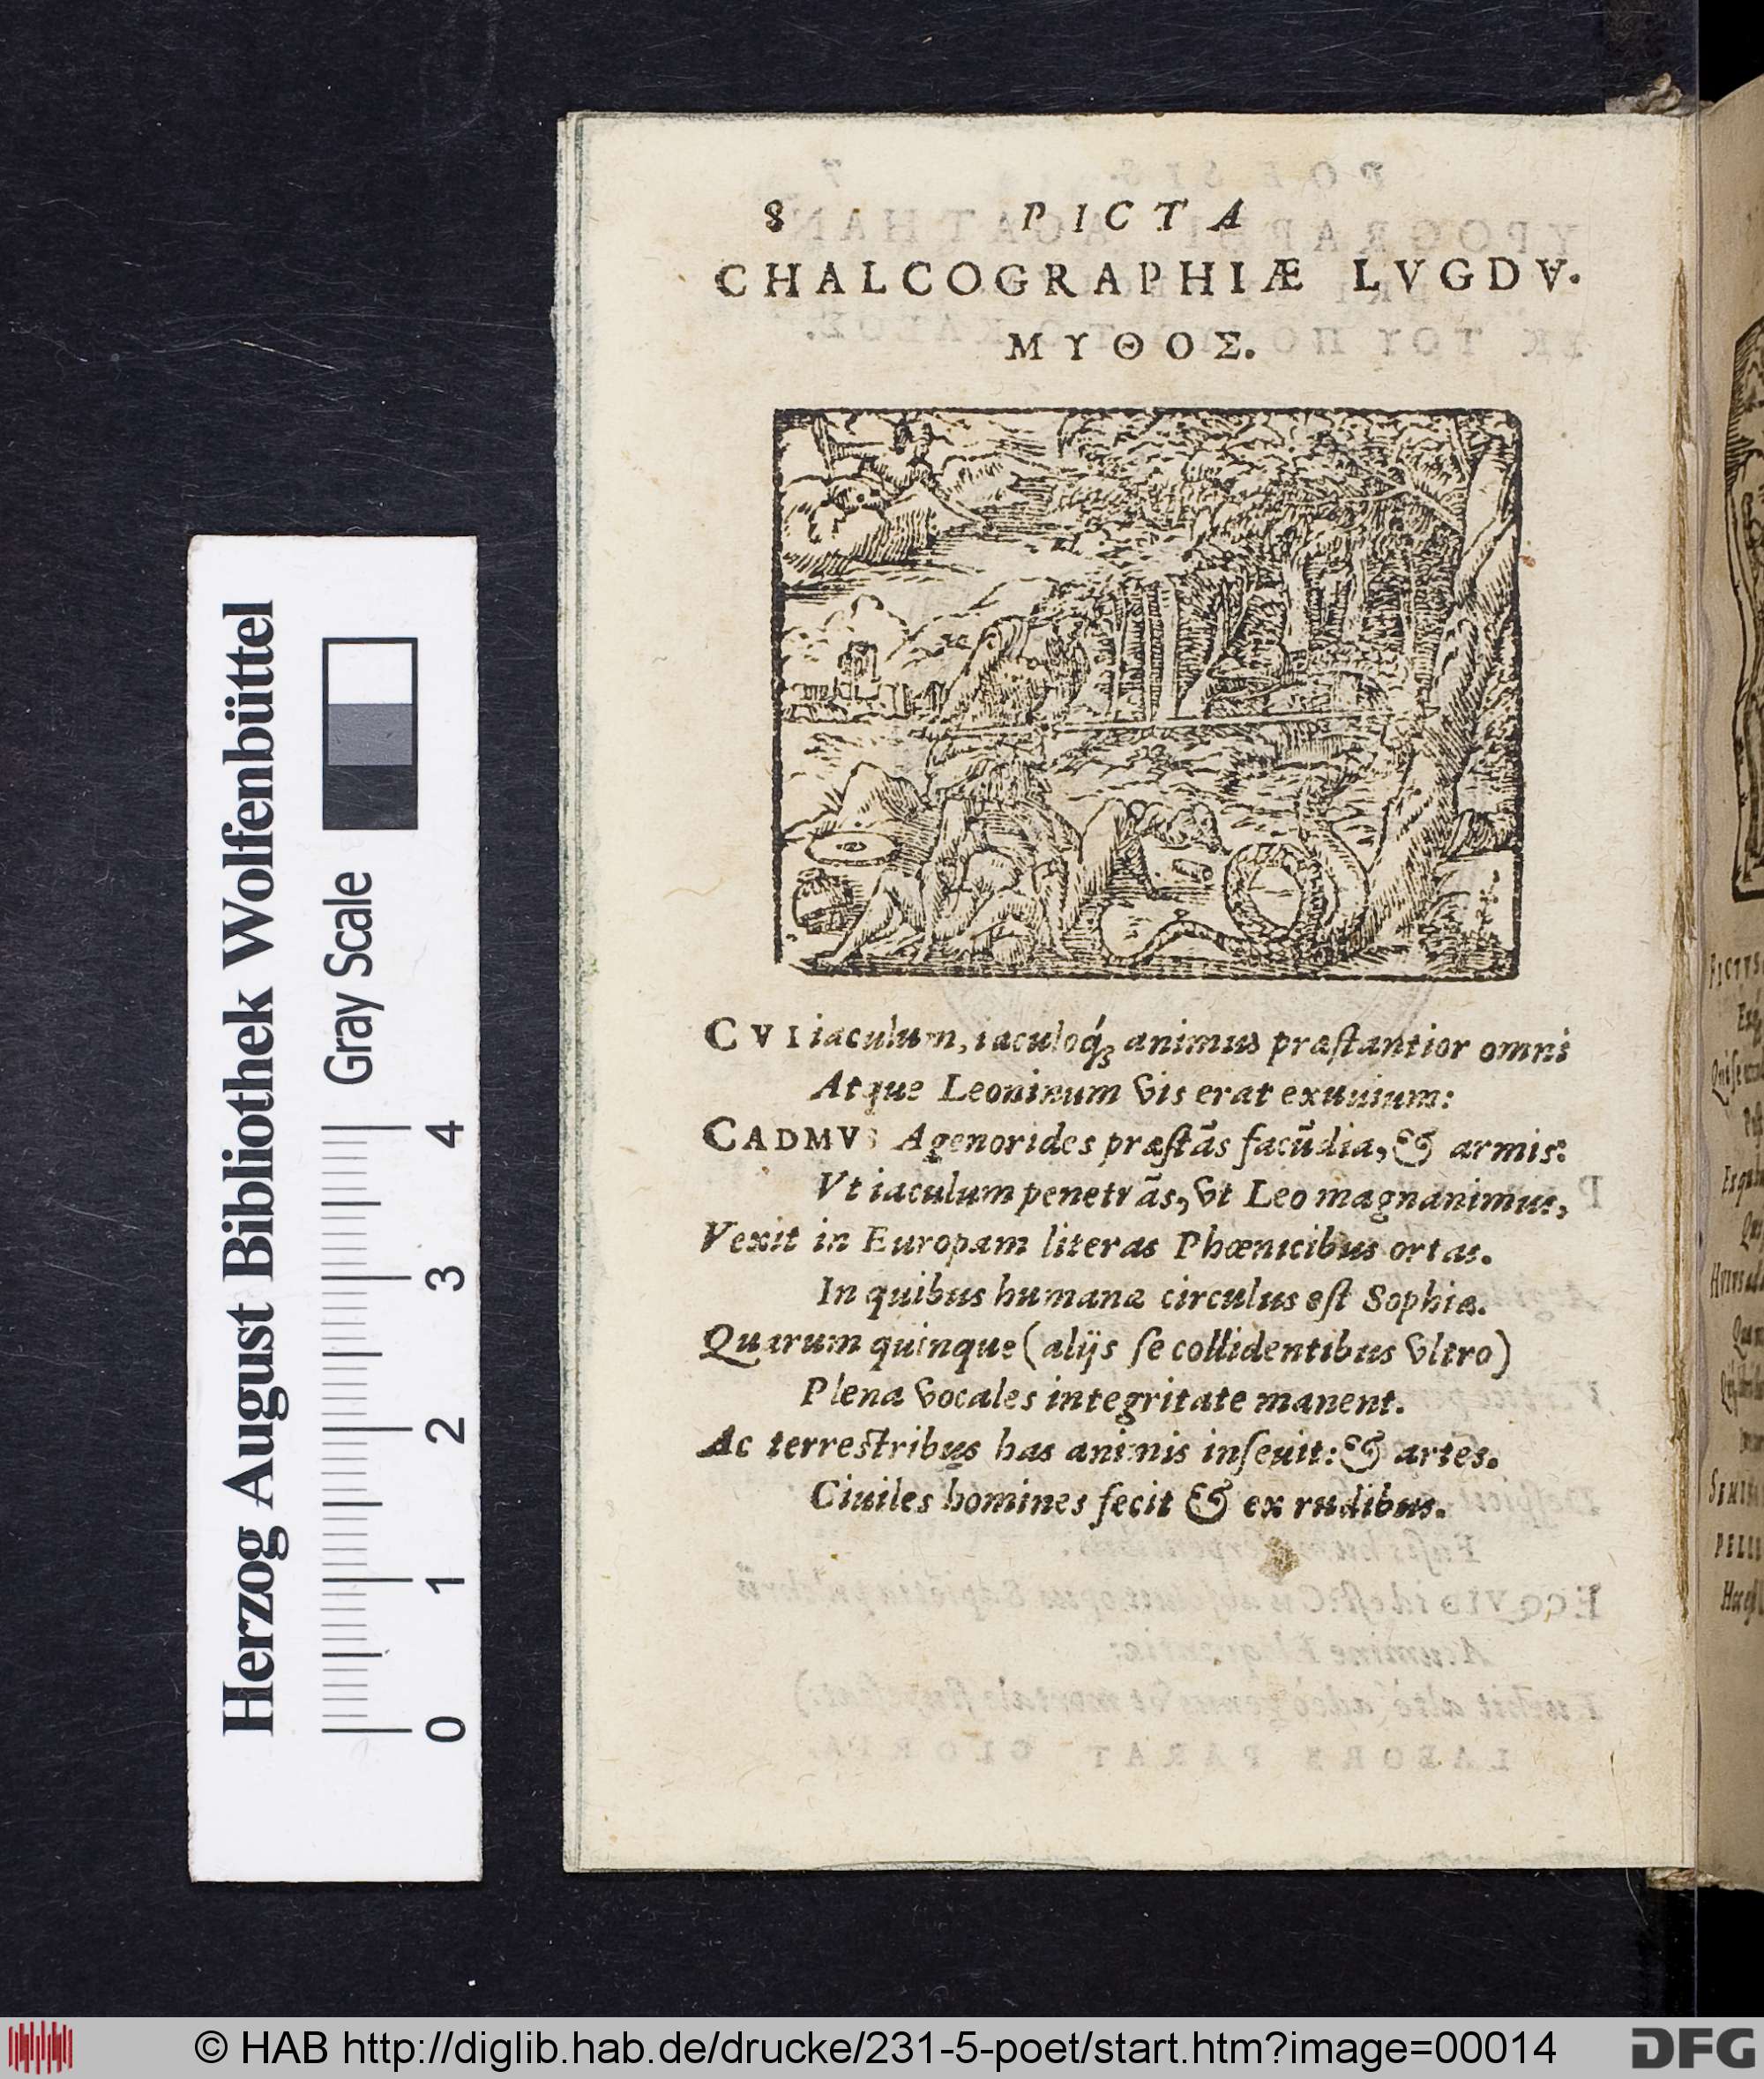 8 PICTA
CHALCOGRAPHIÆ LVGDV.
ΜΥΘΟΣ.
CVI iaculum, iaculoq́ꝫ animus præstantior omni
Atque Leoninum vis erat exuuium:
CADMVS Agenorides præstãs facũdia, & armis:
Vt iaculum penetrãs, vt Leo magnanimus,
Vexit in Europam literas Phœnicibus ortas.
In quibus humanæ circulus est Sophiæ.
Quarum quinque (alijs se collidentibus vltro)
Plena vocales integritate manent.
Ac terrestribus has animis inseuit: & artes.
Ciuiles homines fecit & ex rudibus.
Herzog August Bibliothek Wolfenbüttel
Gray Scale
0 1 2 3 4
© HAB http://diglib.hab.de/drucke/231-5-poet/start.htm?image=00014
DFG